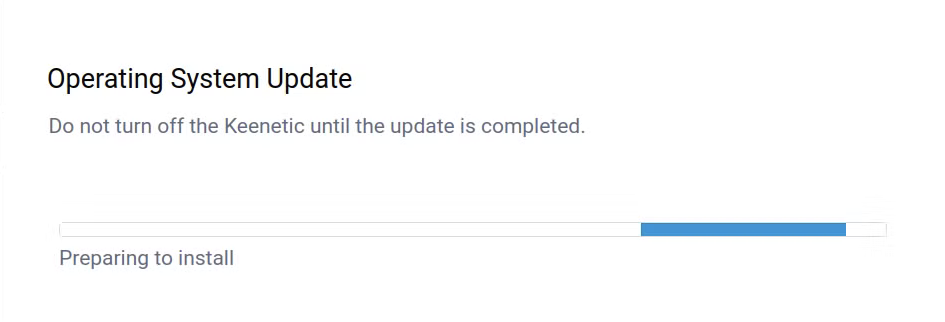 Operating System Update
Do not turn off the Keenetic until the update is completed.
Preparing to install